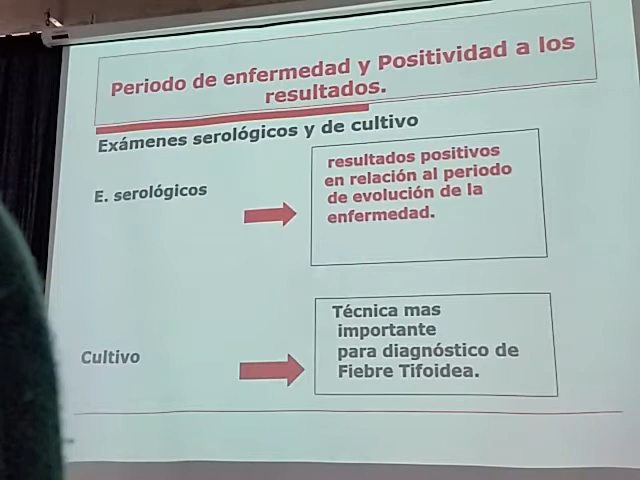 Periodo de enfermedad y Positividad a los
resultados.
Exámenes serológicos y de cultivo
E. serológicos
resultados positivos
en relación al periodo
de evolución de la
enfermedad.
Cultivo
Técnica mas
importante
para diagnóstico de
Fiebre Tifoidea.